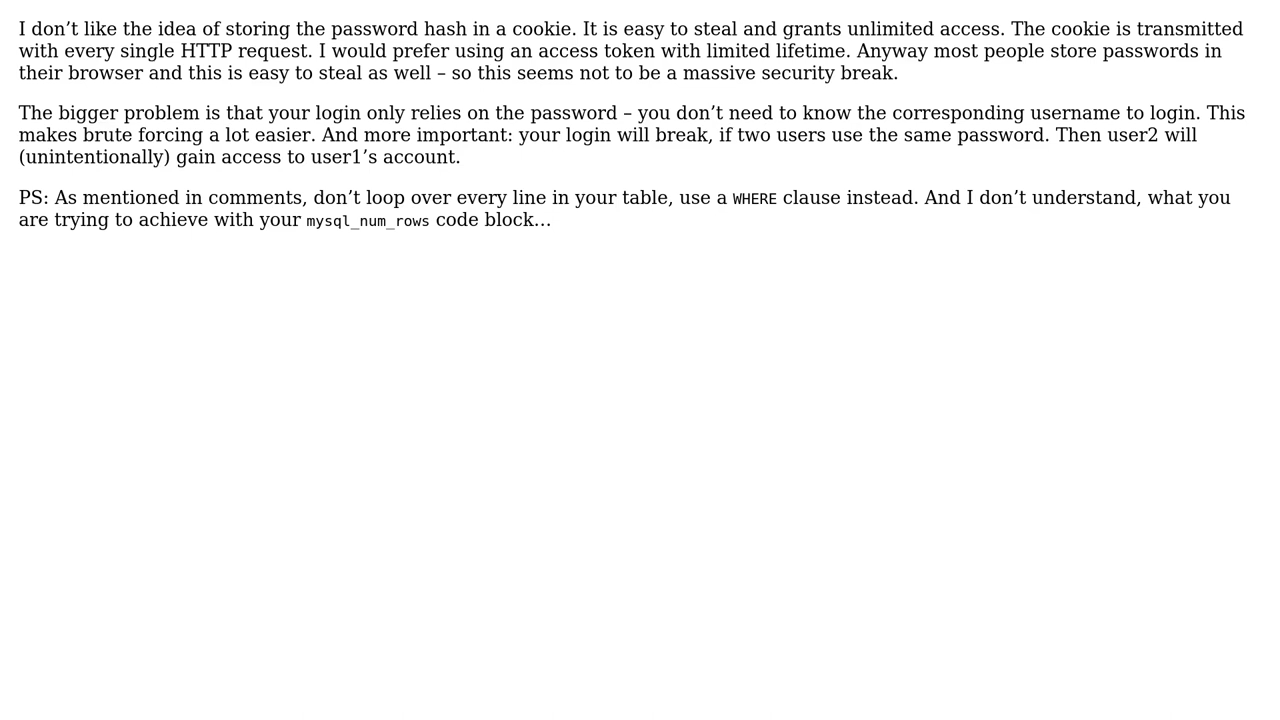 I don’t like the idea of storing the password hash in a cookie. It is easy to steal and grants unlimited access. The cookie is transmitted
with every single HTTP request. I would prefer using an access token with limited lifetime. Anyway most people store passwords in
their browser and this is easy to steal as well – so this seems not to be a massive security break.
The bigger problem is that your login only relies on the password – you don’t need to know the corresponding username to login. This
makes brute forcing a lot easier. And more important: your login will break, if two users use the same password. Then user2 will
(unintentionally) gain access to user1’s account.
PS: As mentioned in comments, don’t loop over every line in your table, use a WHERE clause instead. And I don’t understand, what you
are trying to achieve with your mysql_num_rows code block…